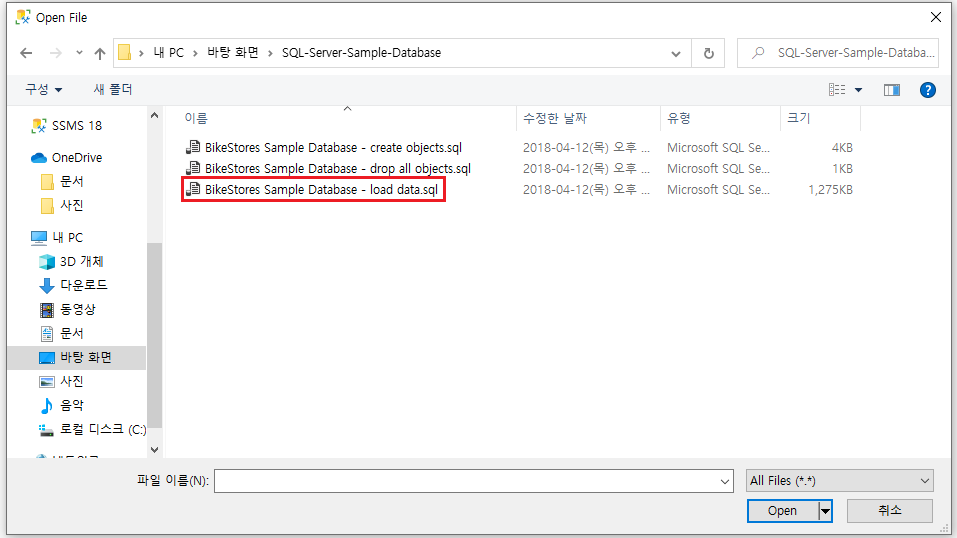 Open File
내 PC > 바탕 화면 > SQL-Server-Sample-Database
SQL-Server-Sample-Databa...
구성
새 폴더
?
SSMS 18
OneDrive
문서
사진
내 PC
3D 개체
다운로드
동영상
문서
바탕 화면
사진
음악
로컬 디스크 (C:)
이름 수정한 날짜 유형 크기
BikeStores Sample Database - create objects.sql 2018-04-12(목) 오후 ... Microsoft SQL Se... 4KB
BikeStores Sample Database - drop all objects.sql 2018-04-12(목) 오후 ... Microsoft SQL Se... 1KB
BikeStores Sample Database - load data.sql 2018-04-12(목) 오후 ... Microsoft SQL Se... 1,275KB
파일 이름(N):
All Files (*.*)
Open
취소